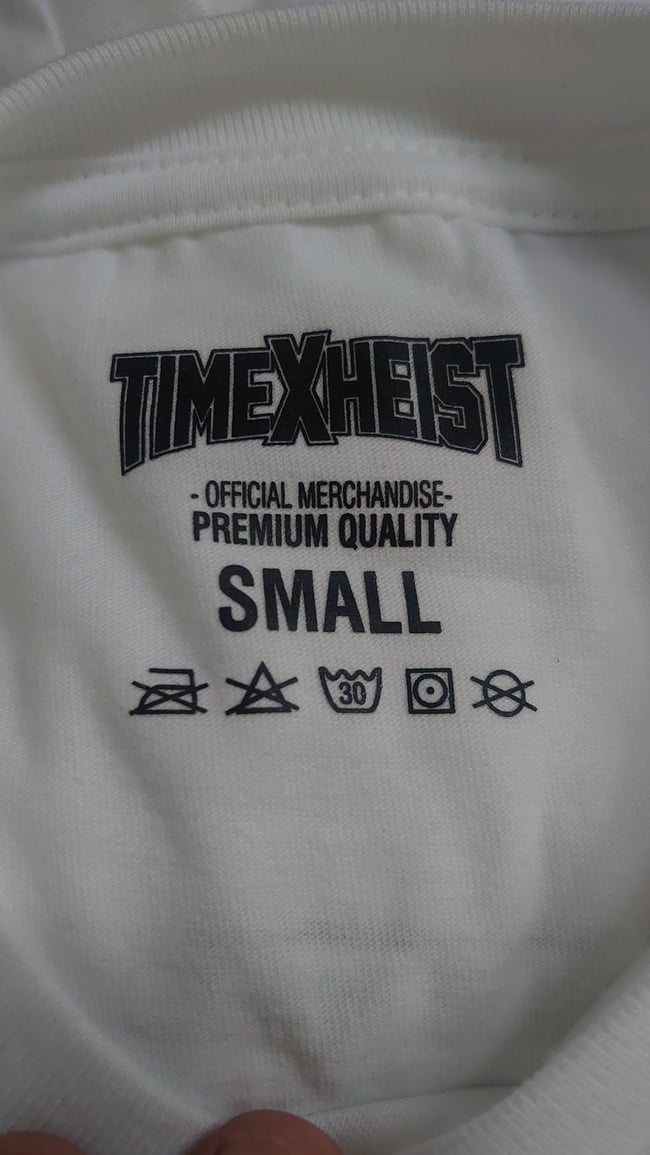 TIMEXHEIST
- OFFICIAL MERCHANDISE-
PREMIUM QUALITY
SMALL
30